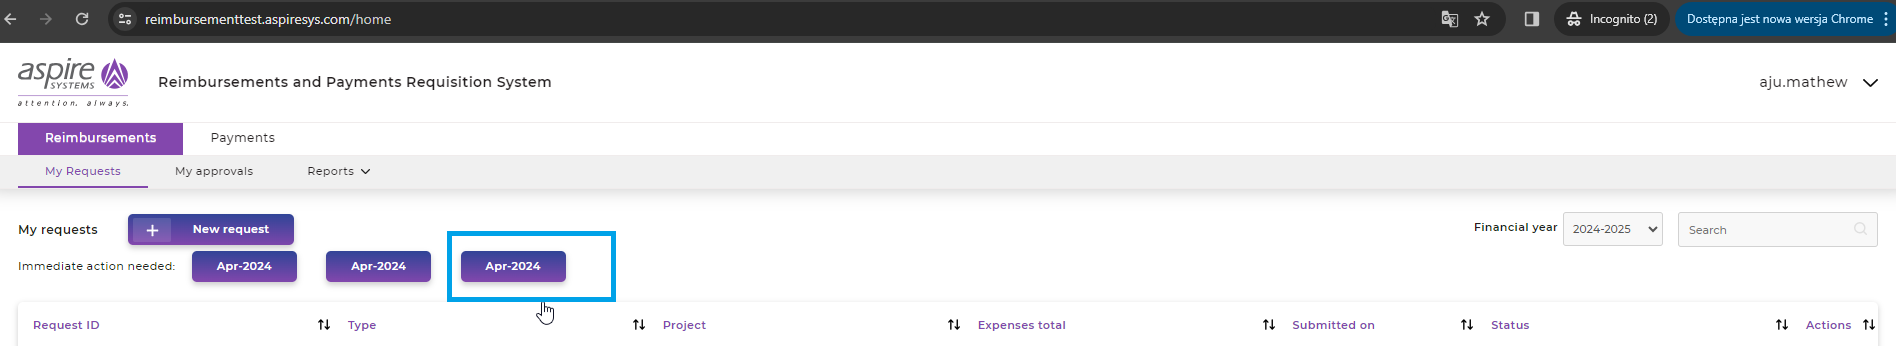 reimbursementtest.aspiresys.com/home
Incognito (2)
Dostępna jest nowa wersja Chrome
aspire
SYSTEMS
attention. always.
Reimbursements and Payments Requisition System
aju.mathew
Reimbursements
Payments
My Requests
My approvals
Reports
My requests
+ New request
Financial year
2024-2025
Search
Immediate action needed:
Apr-2024
Apr-2024
Apr-2024
Request ID
Type
Project
Expenses total
Submitted on
Status
Actions